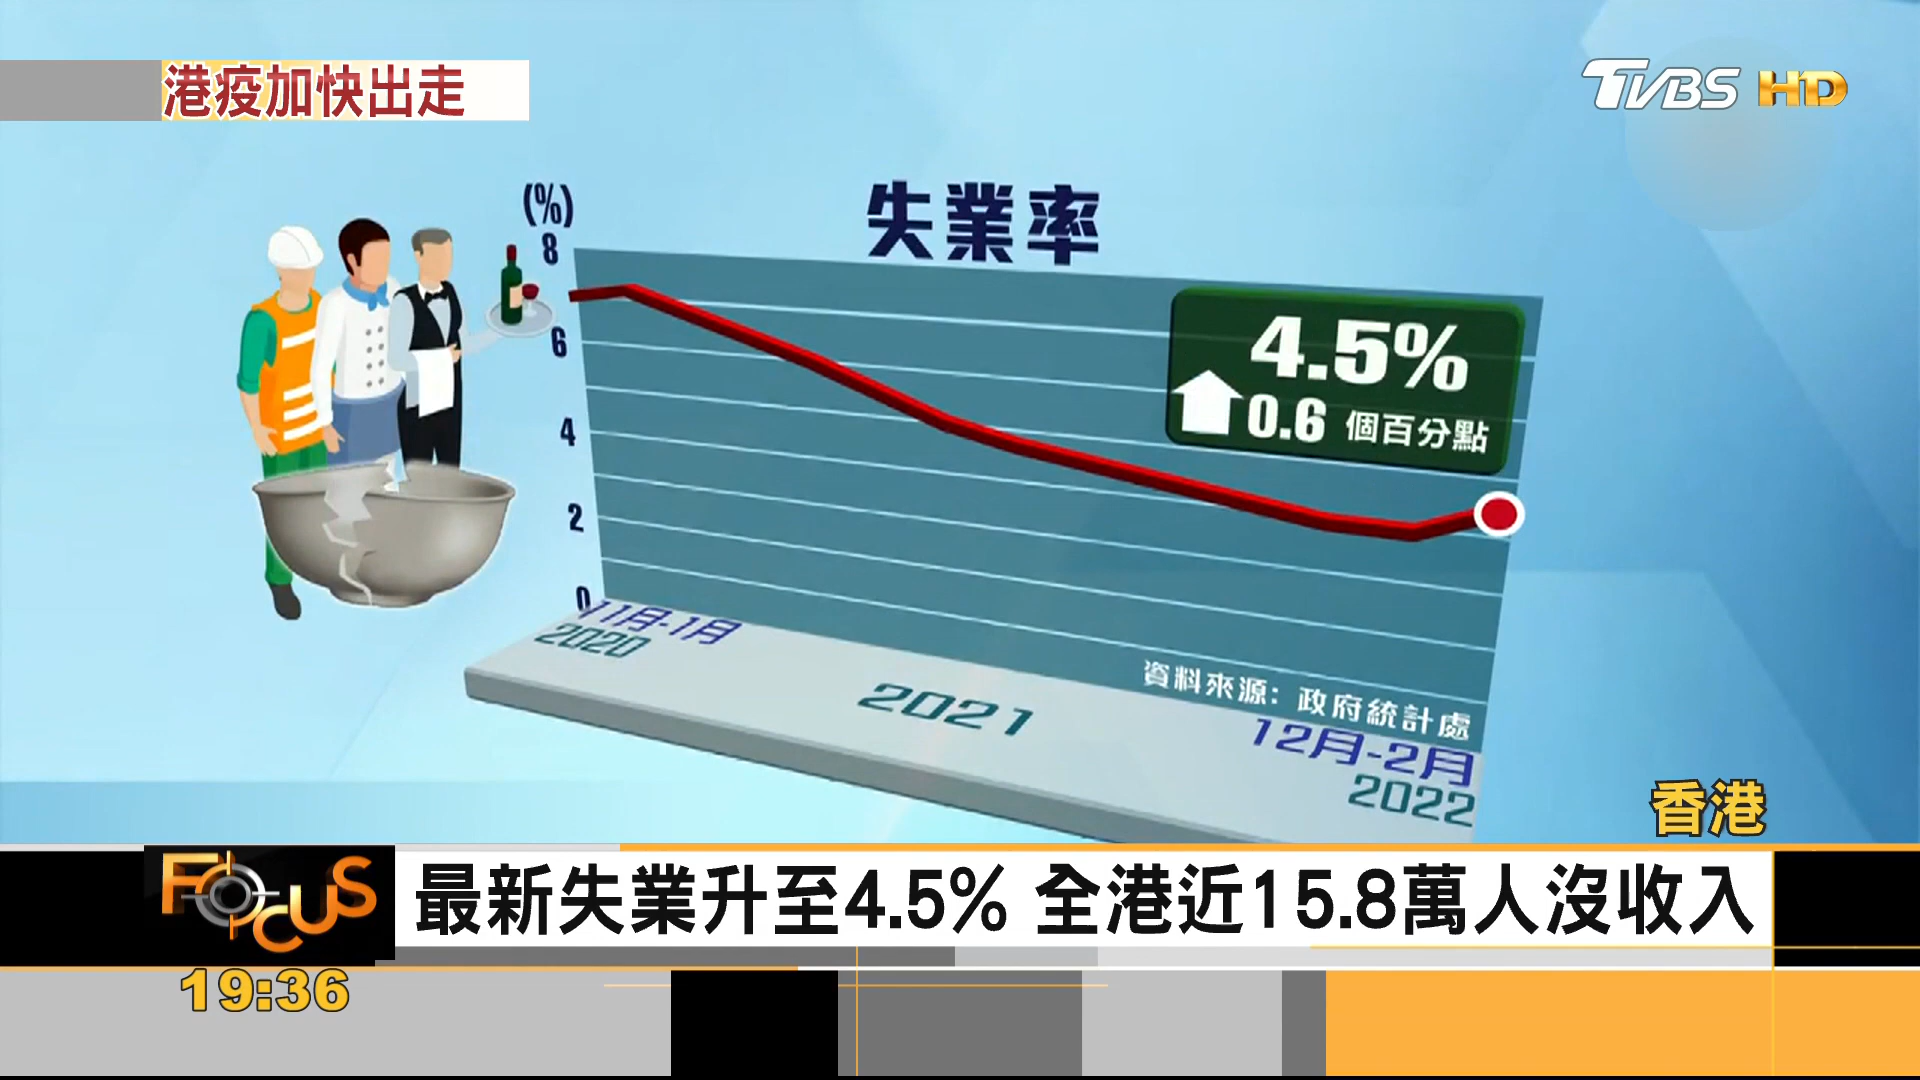 港疫加快出走
TVBS HD
失業率
(%)
8
6
4
2
0
4.5%
0.6 個百分點
11月-1月
2020
2021
資料來源: 政府統計處
12月-2月
2022
香港
FOCUS
最新失業升至4.5% 全港近15.8萬人沒收入
19:36